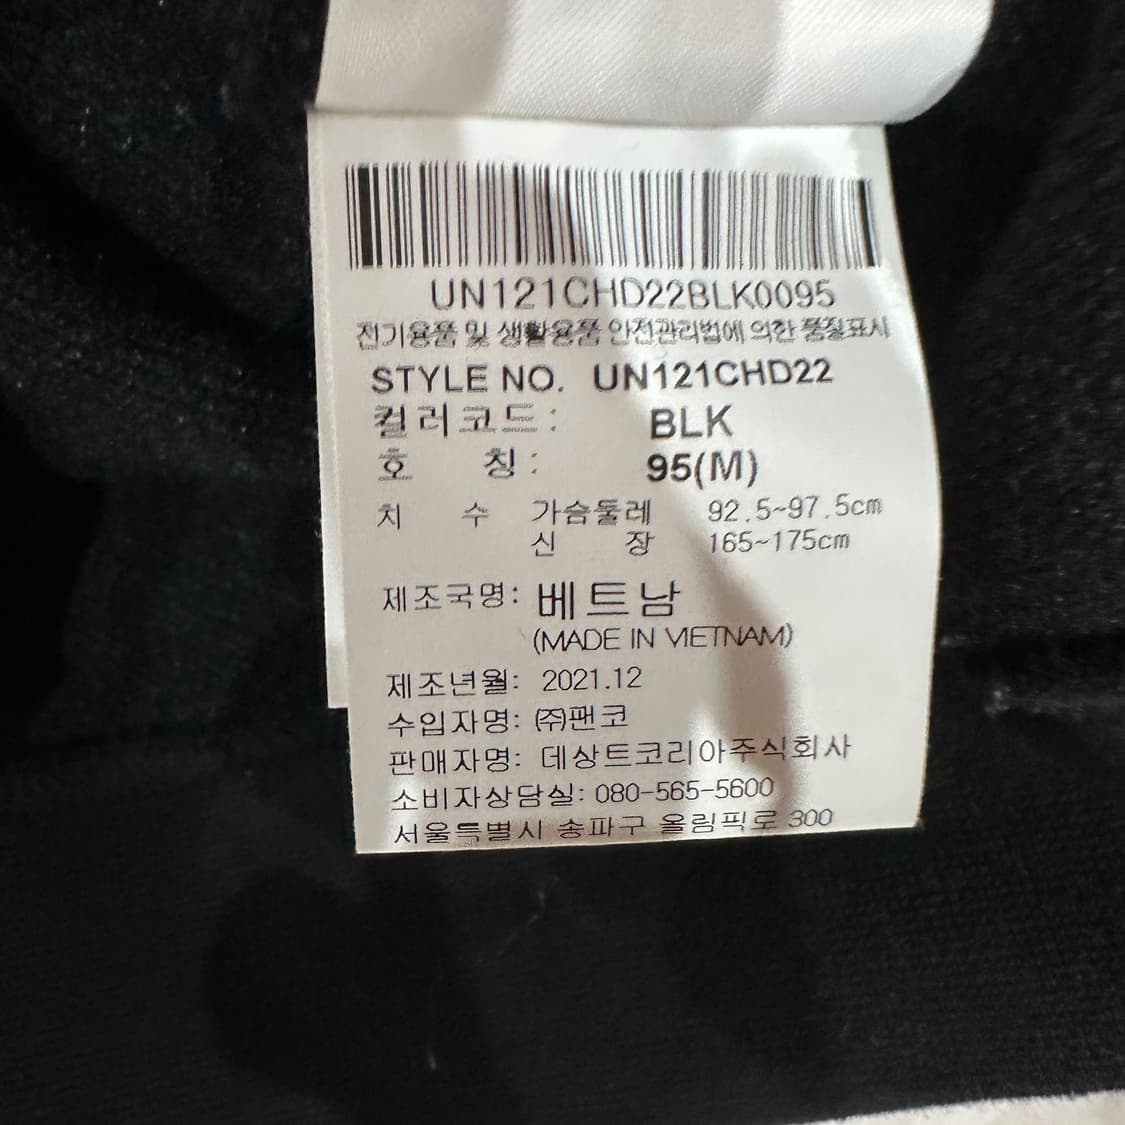 UN121CHD22BLK0095
전기용품 및 생활용품 안전관리법에 의한 품질표시
STYLE NO. UN121CHD22
컬러코드: BLK
호 칭: 95(M)
치 수 가슴둘레 92.5~97.5cm
신 장 165~175cm
제조국명: 베트남
(MADE IN VIETNAM)
제조년월: 2021.12
수입자명: ㈜팬코
판매자명: 데상트코리아주식회사
소비자상담실: 080-565-5600
서울특별시 송파구 올림픽로 300